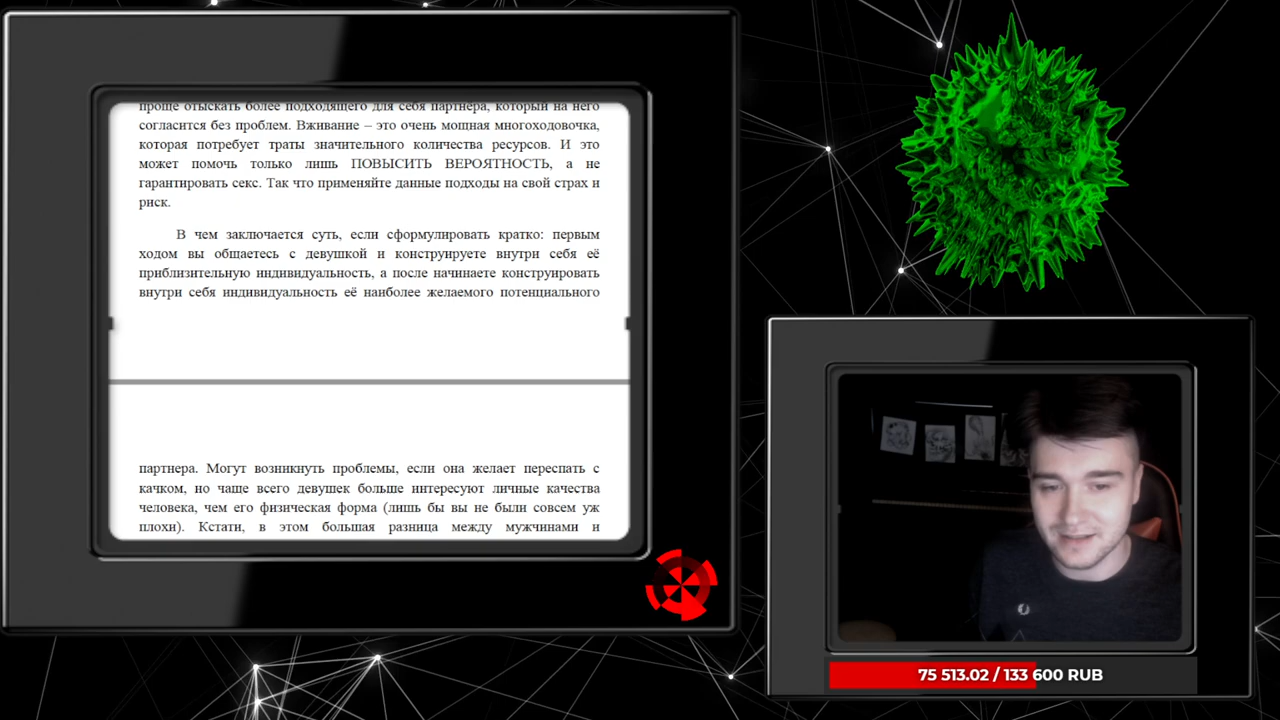 проще отыскать более подходящего для себя партнёра, который на него
согласится без проблем. Вживание – это очень мощная многоходовочка,
которая потребует траты значительного количества ресурсов. И это
может помочь только лишь ПОВЫСИТЬ ВЕРОЯТНОСТЬ, а не
гарантировать секс. Так что применяйте данные подходы на свой страх и
риск.
В чем заключается суть, если сформулировать кратко: первым
ходом вы общаетесь с девушкой и конструируете внутри себя её
приблизительную индивидуальность, а после начинаете конструировать
внутри себя индивидуальность её наиболее желаемого потенциального
партнера. Могут возникнуть проблемы, если она желает переспать с
качком, но чаще всего девушек больше интересуют личные качества
человека, чем его физическая форма (лишь бы вы не были совсем уж
плохи). Кстати, в этом большая разница между мужчинами и
75 513.02 / 133 600 RUB